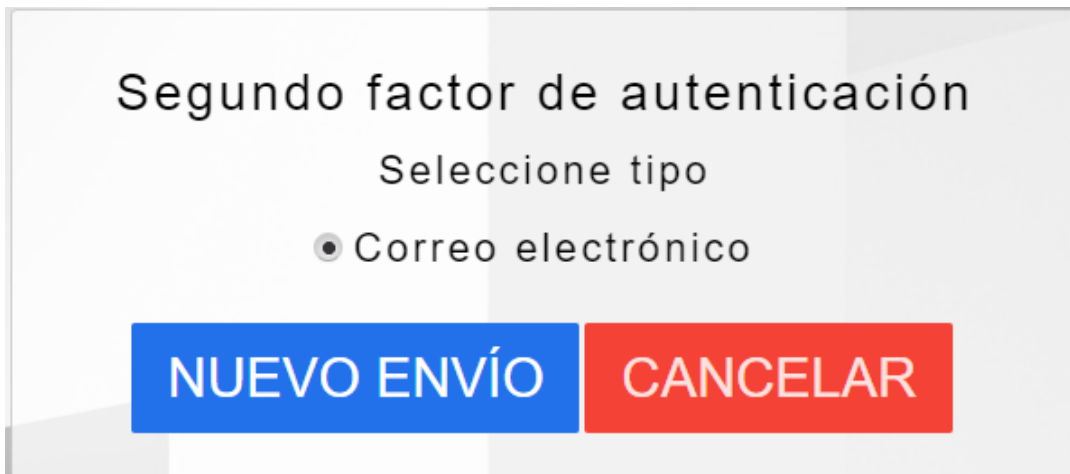 Segundo factor de autenticación
Seleccione tipo
Correo electrónico
NUEVO ENVÍO CANCELAR